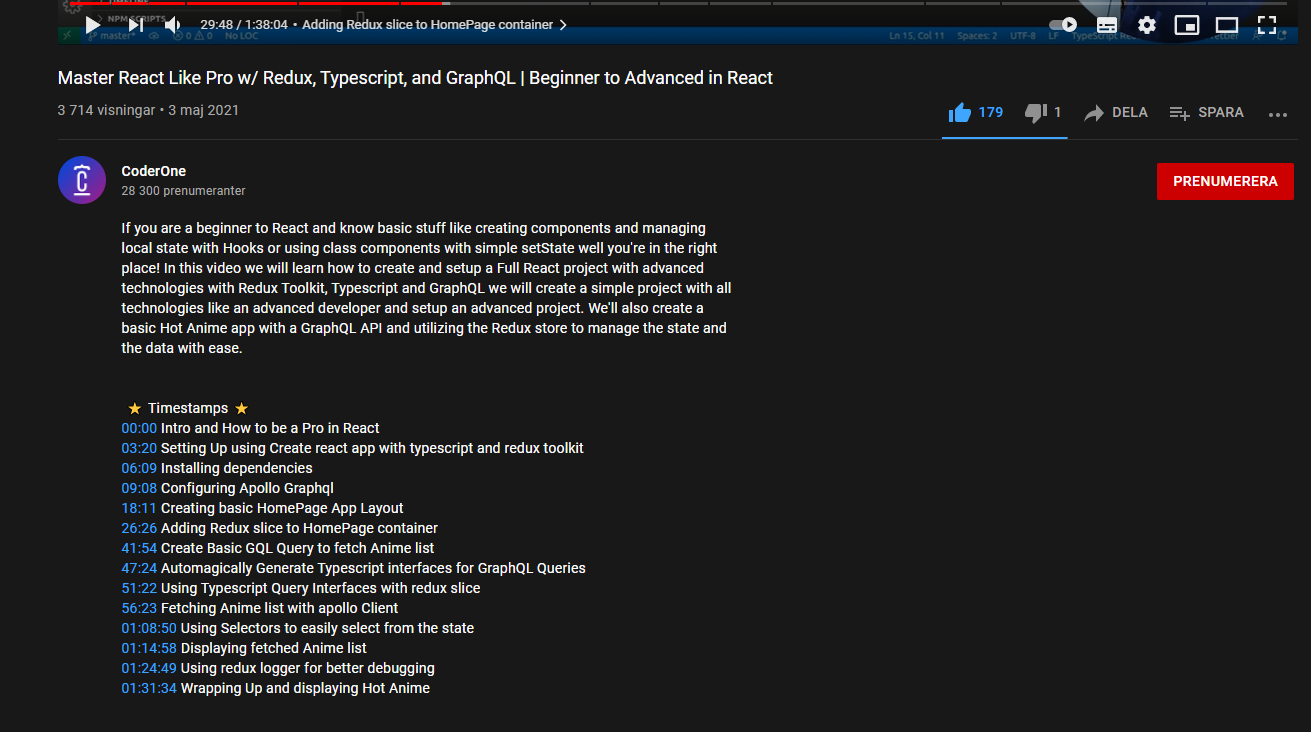 NPM SCRIPTS
29:48 / 1:38:04 • Adding Redux slice to HomePage container
master* 0 0 No LOC Ln 15, Col 11 Spaces: 2 UTF-8 LF
Master React Like Pro w/ Redux, Typescript, and GraphQL | Beginner to Advanced in React
3 714 visningar • 3 maj 2021
179 1 DELA SPARA
CoderOne
28 300 prenumeranter
PRENUMERERA
If you are a beginner to React and know basic stuff like creating components and managing
local state with Hooks or using class components with simple setState well you're in the right
place! In this video we will learn how to create and setup a Full React project with advanced
technologies with Redux Toolkit, Typescript and GraphQL we will create a simple project with all
technologies like an advanced developer and setup an advanced project. We'll also create a
basic Hot Anime app with a GraphQL API and utilizing the Redux store to manage the state and
the data with ease.
⭐ Timestamps ⭐
00:00 Intro and How to be a Pro in React
03:20 Setting Up using Create react app with typescript and redux toolkit
06:09 Installing dependencies
09:08 Configuring Apollo Graphql
18:11 Creating basic HomePage App Layout
26:26 Adding Redux slice to HomePage container
41:54 Create Basic GQL Query to fetch Anime list
47:24 Automagically Generate Typescript interfaces for GraphQL Queries
51:22 Using Typescript Query Interfaces with redux slice
56:23 Fetching Anime list with apollo Client
01:08:50 Using Selectors to easily select from the state
01:14:58 Displaying fetched Anime list
01:24:49 Using redux logger for better debugging
01:31:34 Wrapping Up and displaying Hot Anime